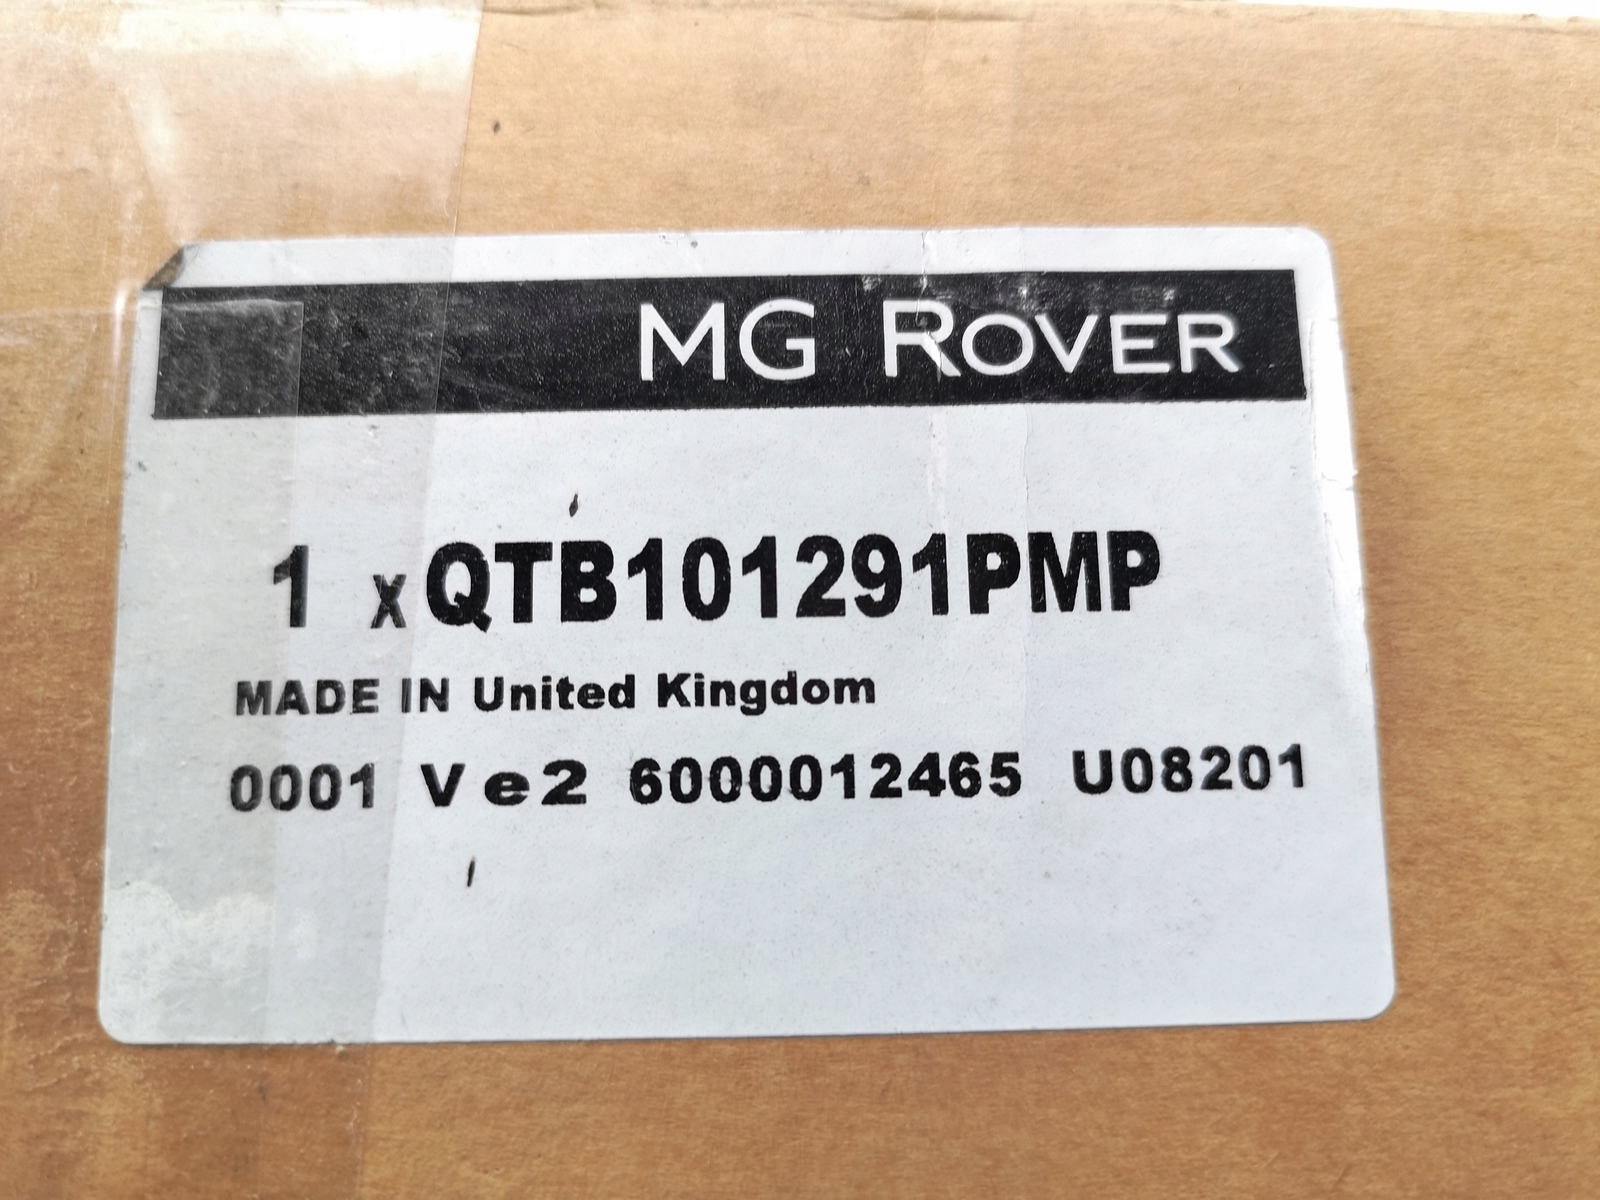 MG ROVER
1 x QTB101291PMP
MADE IN United Kingdom
0001 Ve2 6000012465 U08201